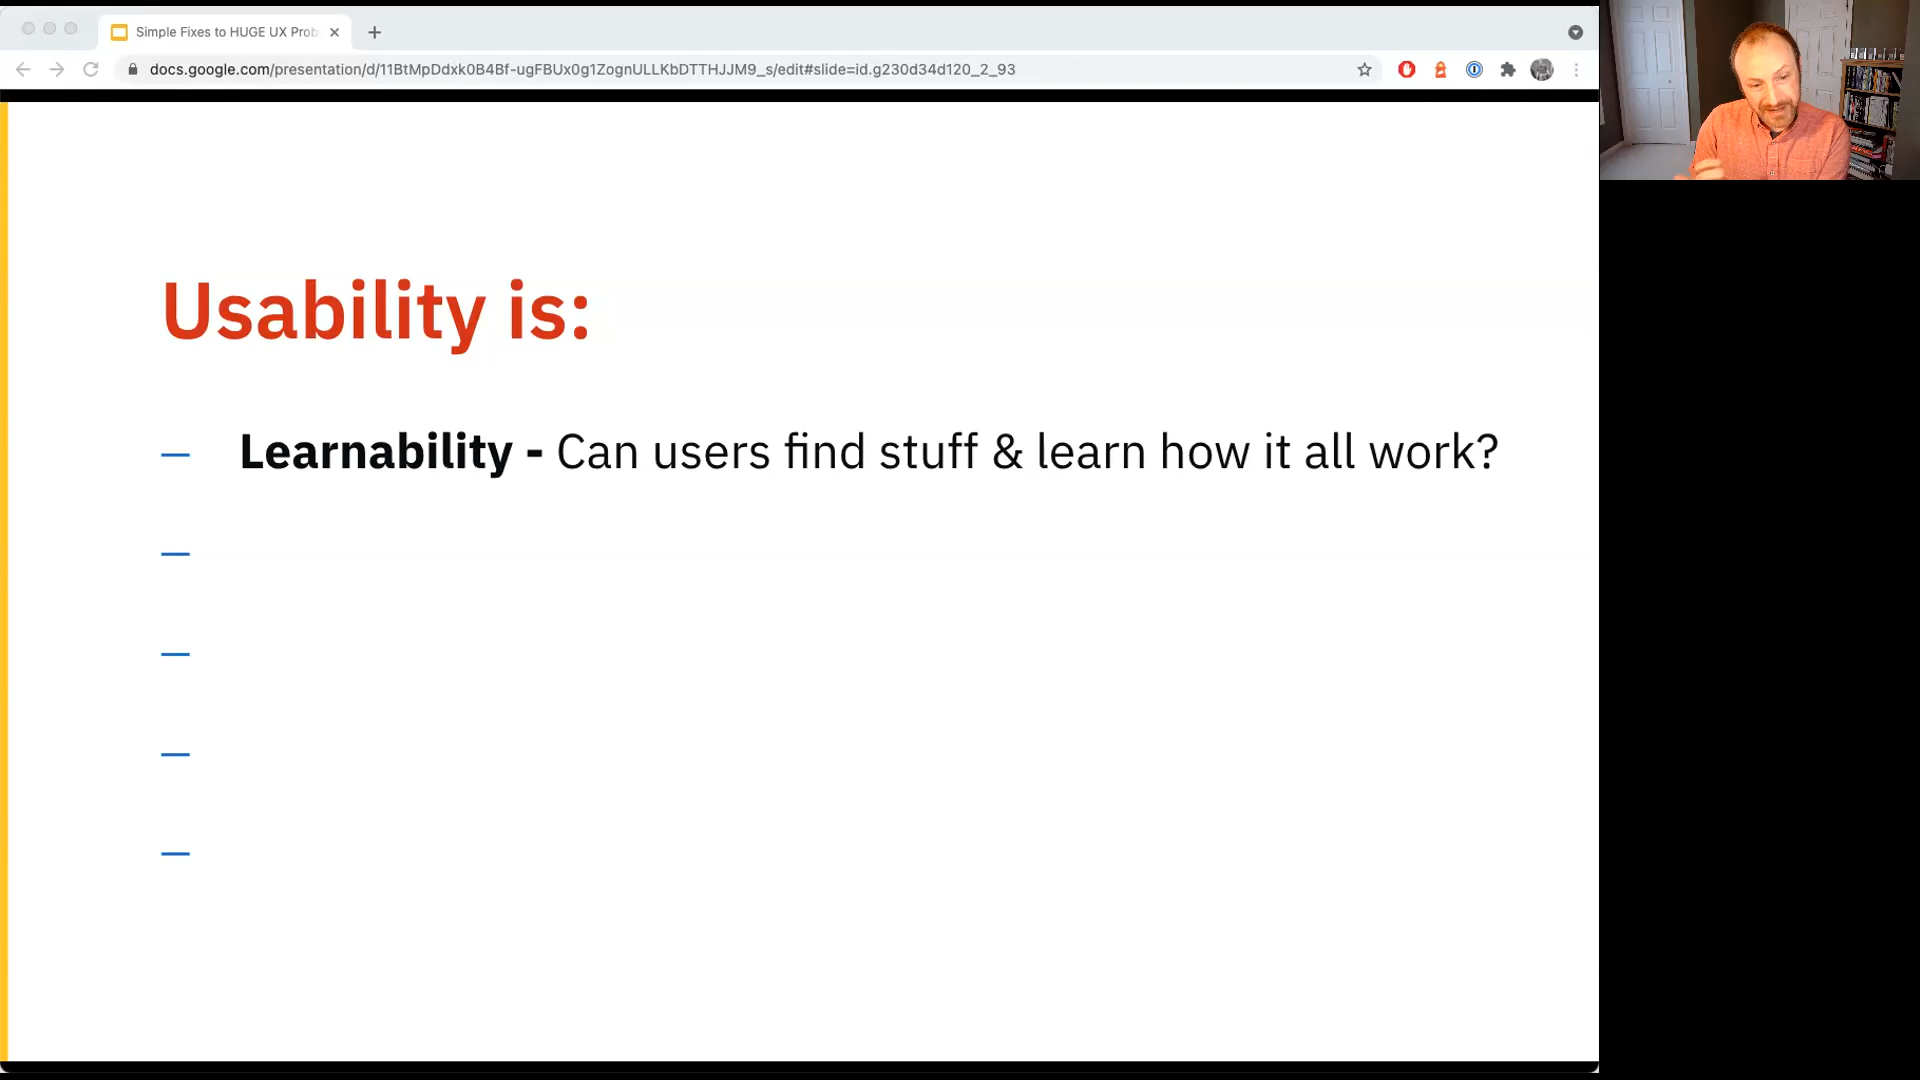 Simple Fixes to HUGE UX Prob
docs.google.com/presentation/d/11BtMpDdxk0B4Bf-ugFBUx0g1ZognULLKbDTTHJJM9_s/edit#slide=id.g230d34d120_2_93
Usability is:
— Learnability - Can users find stuff & learn how it all work?
—
—
—
—